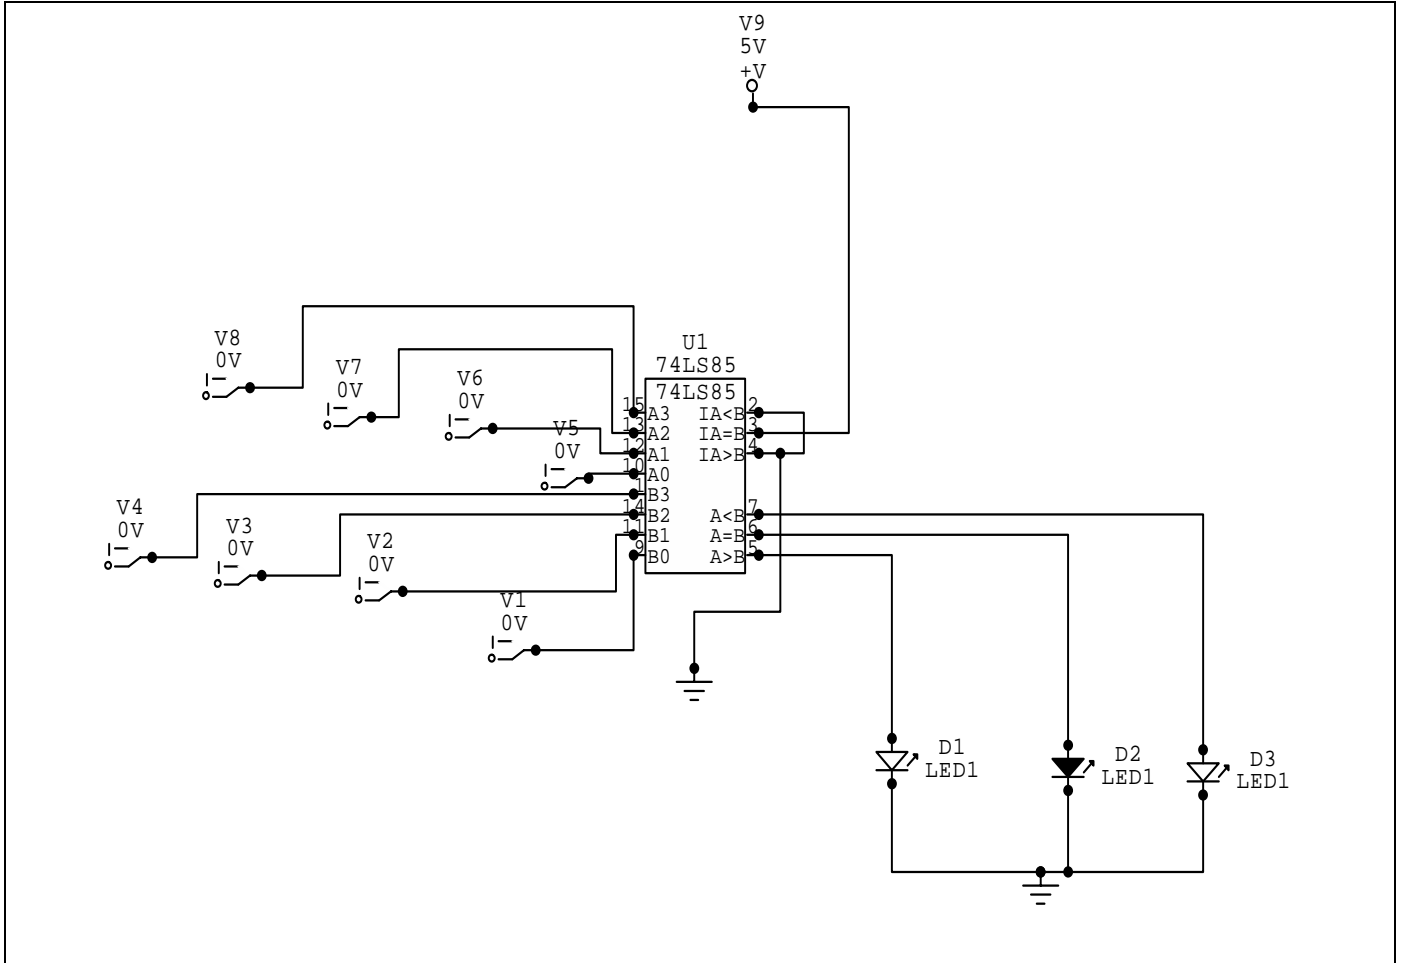 V9
5V
+V
V8
0V
V7
0V
V6
0V
V5
0V
V4
0V
V3
0V
V2
0V
V1
0V
U1
74LS85
74LS85
15 A3 IA<B 2
13 A2 IA=B 3
12 A1 IA>B 4
10 A0
1 B3
14 B2 A<B 7
11 B1 A=B 6
9 B0 A>B 5
D1
LED1
D2
LED1
D3
LED1